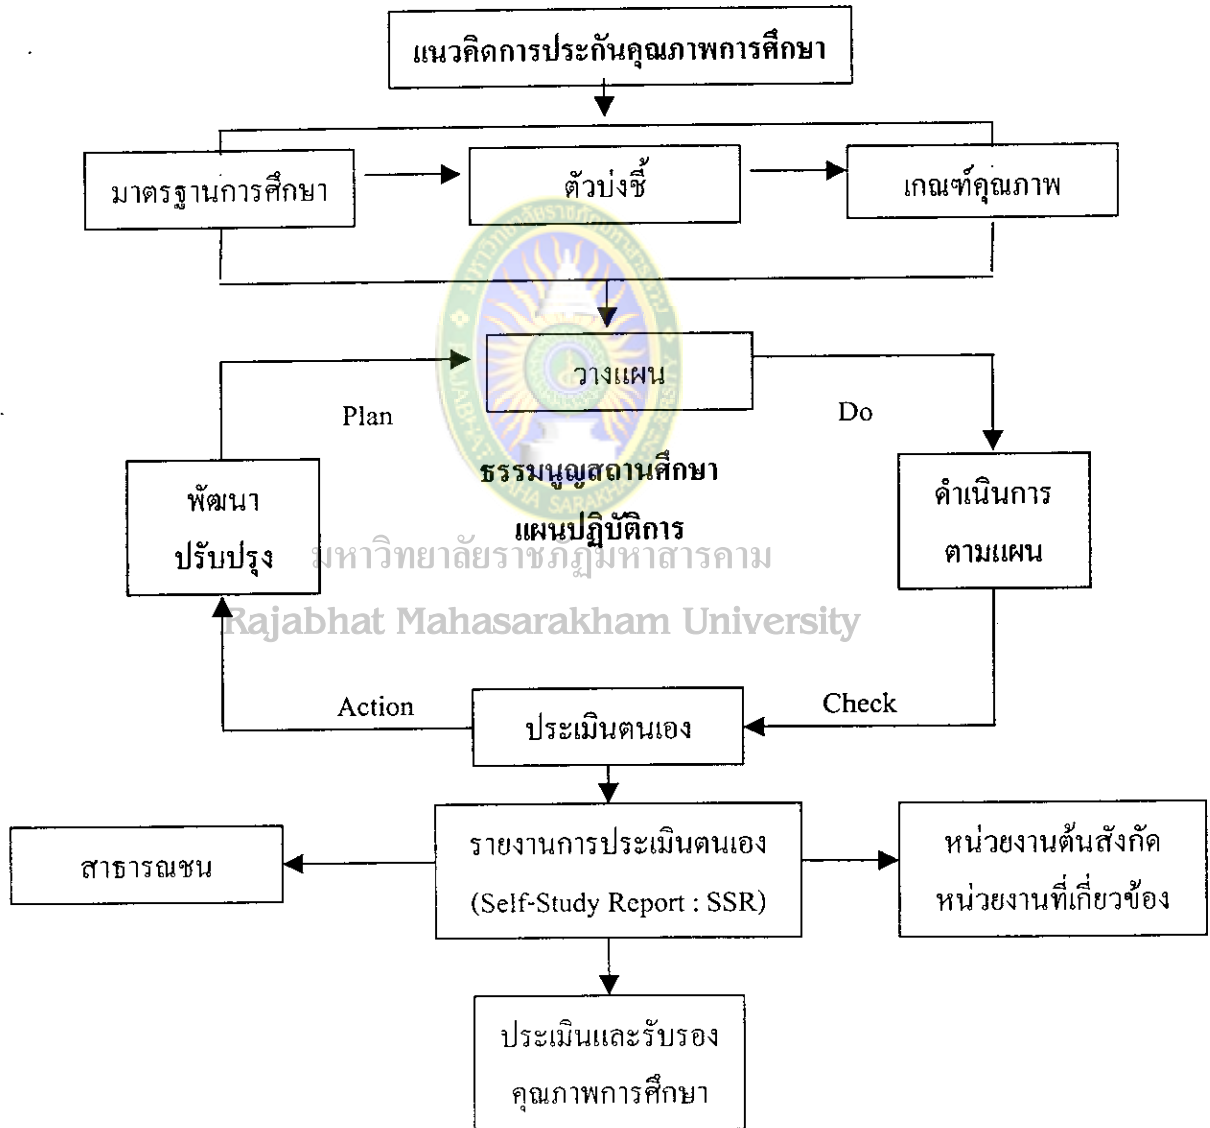 แนวคิดการประกันคุณภาพการศึกษา
มาตรฐานการศึกษา
ตัวบ่งชี้
เกณฑ์คุณภาพ
วางแผน
Plan
Do
ธรรมนูญสถานศึกษา
แผนปฏิบัติการ
พัฒนา
ปรับปรุง
ดำเนินการ
ตามแผน
มหาวิทยาลัยราชภัฏมหาสารคาม
Rajabhat Mahasarakham University
Action
Check
ประเมินตนเอง
สาธารณชน
รายงานการประเมินตนเอง
(Self-Study Report : SSR)
หน่วยงานต้นสังกัด
หน่วยงานที่เกี่ยวข้อง
ประเมินและรับรอง
คุณภาพการศึกษา